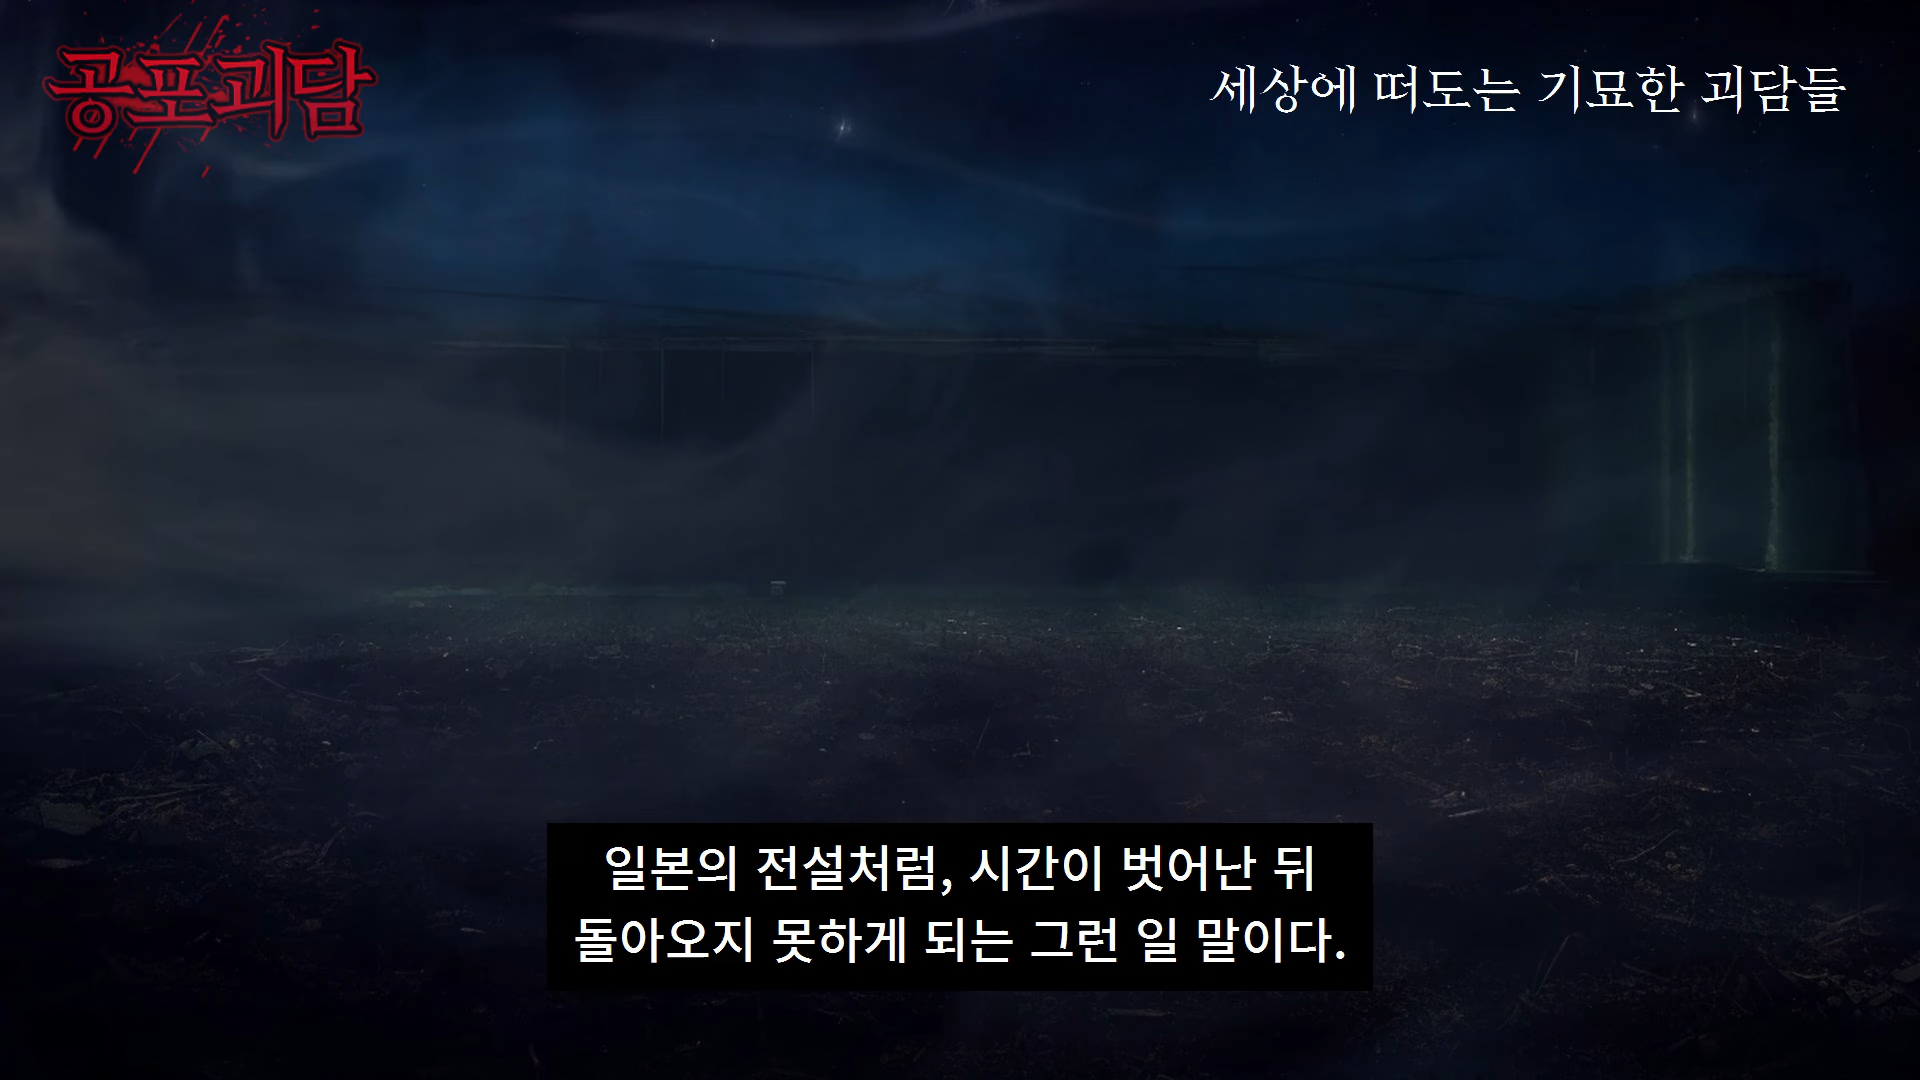 공포괴담
세상에 떠도는 기묘한 괴담들
일본의 전설처럼, 시간이 벗어난 뒤
돌아오지 못하게 되는 그런 일 말이다.